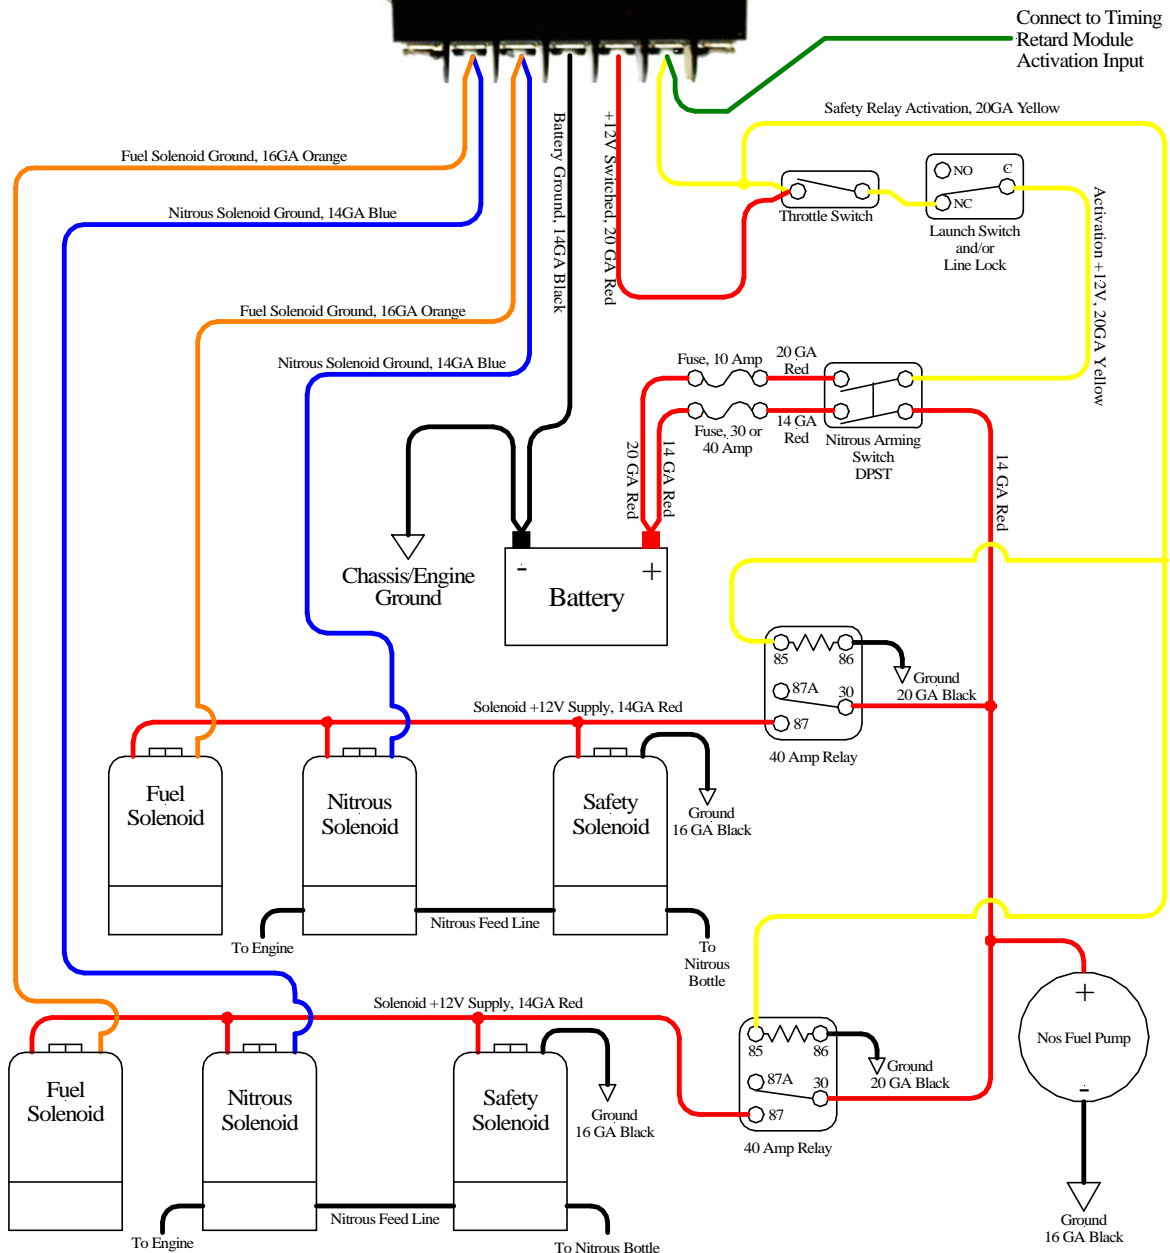 Connect to Timing
Retard Module
Activation Input
Safety Relay Activation, 20GA Yellow
Fuel Solenoid Ground, 16GA Orange
Nitrous Solenoid Ground, 14GA Blue
Battery Ground, 14GA Black
+12V Switched, 20 GA Red
Throttle Switch
NO
C
NC
Launch Switch
and/or
Line Lock
Activation +12V, 20GA Yellow
Fuel Solenoid Ground, 16GA Orange
Nitrous Solenoid Ground, 14GA Blue
Fuse, 10 Amp
20 GA
Red
Fuse, 30 or
40 Amp
14 GA
Red
Nitrous Arming
Switch
DPST
20 GA Red
14 GA Red
14 GA Red
Chassis/Engine
Ground
-
+
Battery
85
86
87A
30
87
Ground
20 GA Black
40 Amp Relay
Solenoid +12V Supply, 14GA Red
Fuel
Solenoid
Nitrous
Solenoid
Safety
Solenoid
Ground
16 GA Black
To Engine
Nitrous Feed Line
To
Nitrous
Bottle
Solenoid +12V Supply, 14GA Red
85
86
87A
30
87
Ground
20 GA Black
40 Amp Relay
+
Nos Fuel Pump
-
Ground
16 GA Black
Fuel
Solenoid
Nitrous
Solenoid
Safety
Solenoid
Ground
16 GA Black
To Engine
Nitrous Feed Line
To Nitrous Bottle